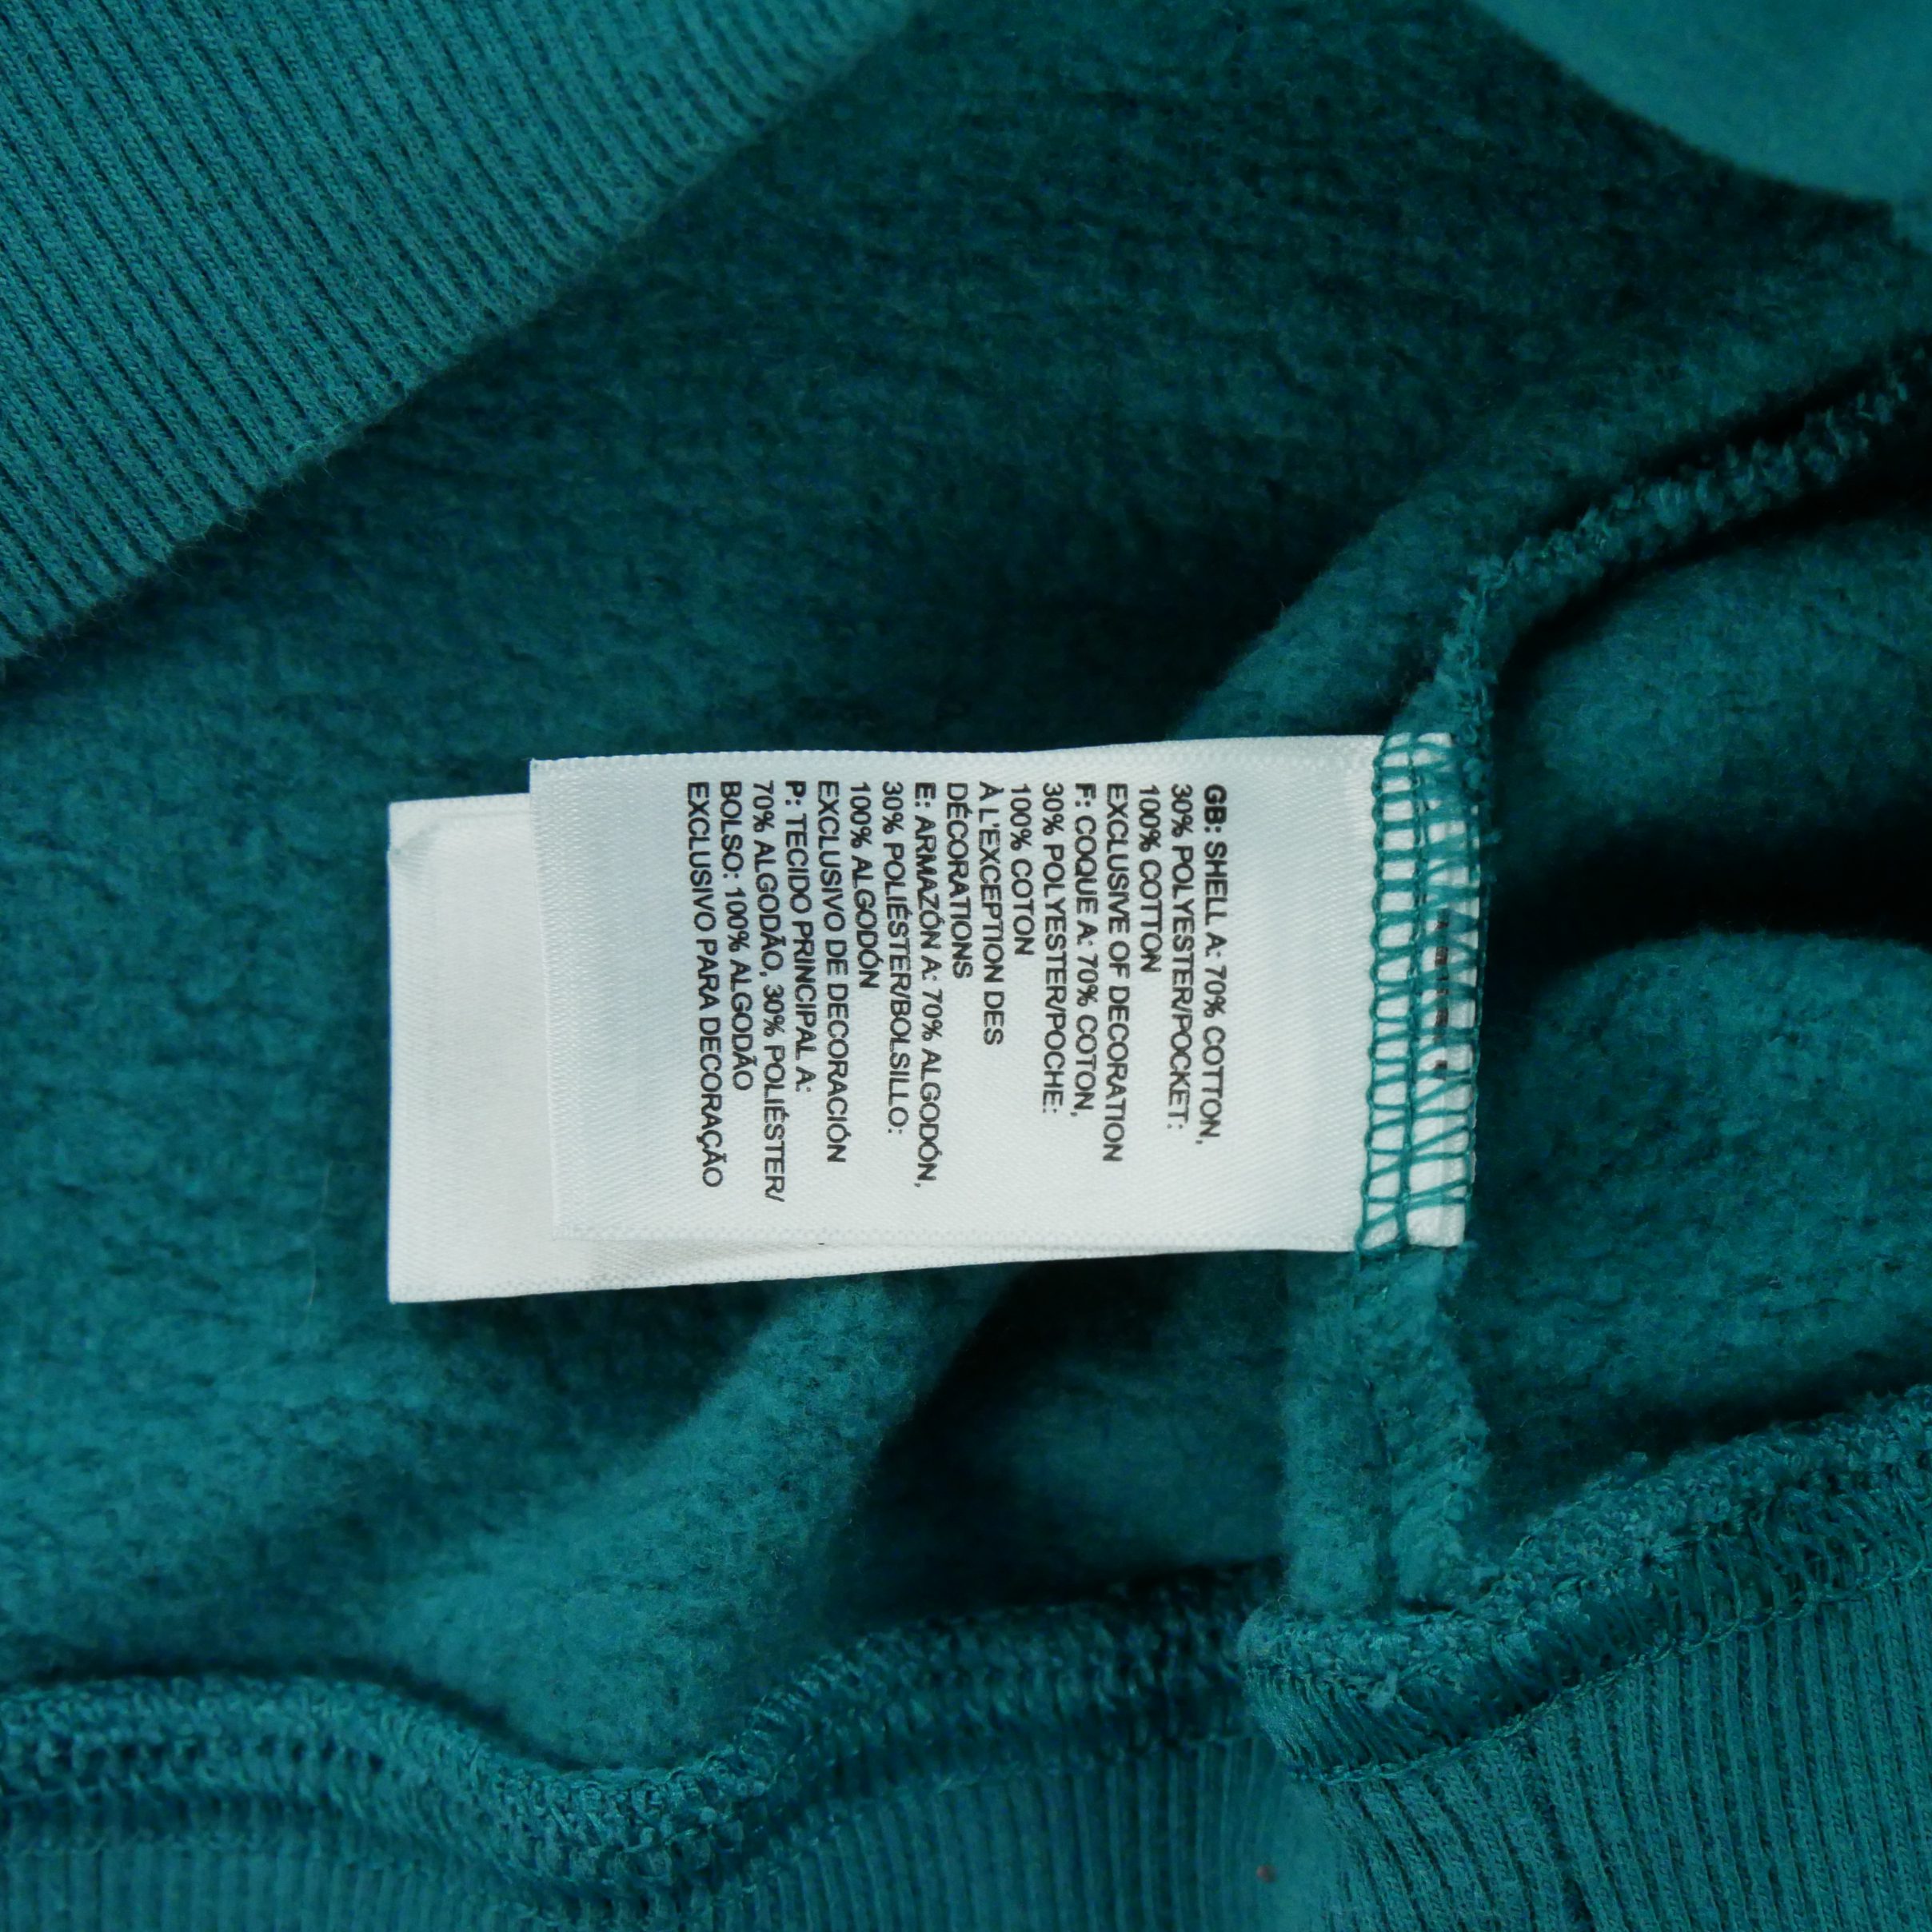 GB: SHELL A: 70% COTTON,
30% POLYESTER/POCKET:
100% COTTON
EXCLUSIVE OF DECORATION
F: COQUE A: 70% COTON,
30% POLYESTER/POCHE:
100% COTON
À L'EXCEPTION DES
DÉCORATIONS
E: ARMAZÓN A: 70% ALGODÓN,
30% POLIÉSTER/BOLSILLO:
100% ALGODÓN
EXCLUSIVO DE DECORACIÓN
P: TECIDO PRINCIPAL A:
70% ALGODÃO, 30% POLIÉSTER/
BOLSO: 100% ALGODÃO
EXCLUSIVO PARA DECORAÇÃO